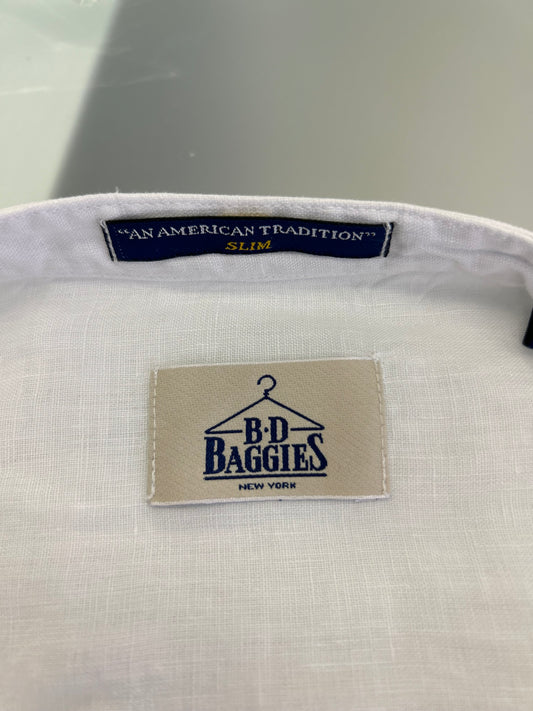 “AN AMERICAN TRADITION”
SLIM
B·D
BAGGIES
NEW YORK